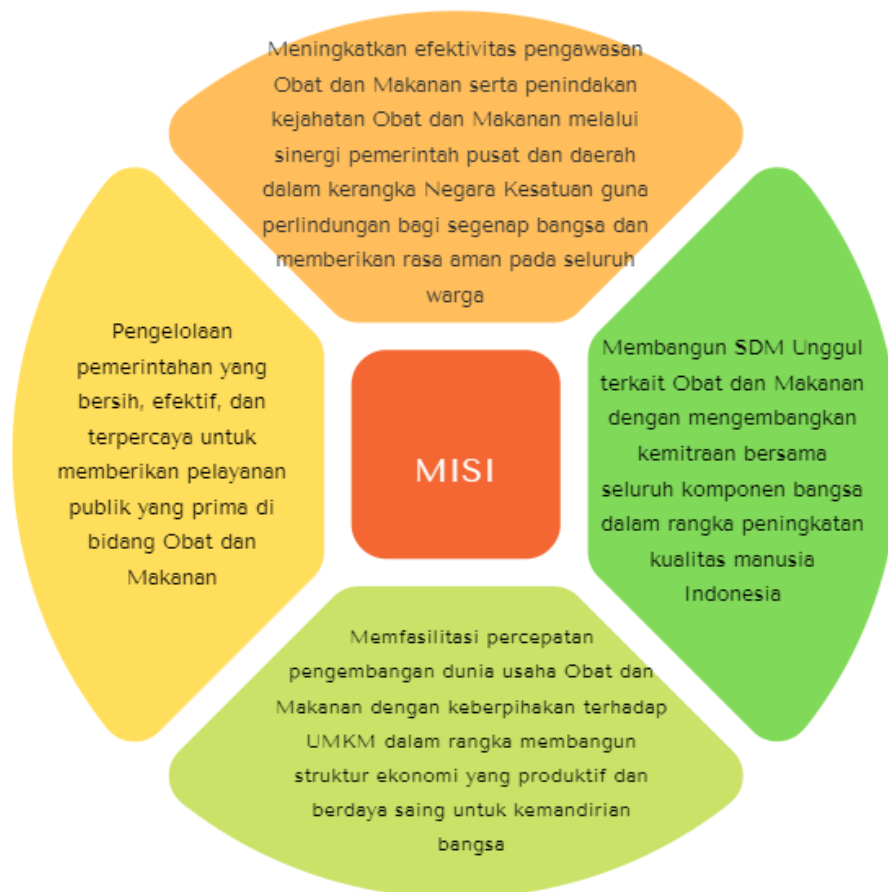 Meningkatkan efektivitas pengawasan
Obat dan Makanan serta penindakan
kejahatan Obat dan Makanan melalui
sinergi pemerintah pusat dan daerah
dalam kerangka Negara Kesatuan guna
perlindungan bagi segenap bangsa dan
memberikan rasa aman pada seluruh
warga
Pengelolaan
pemerintahan yang
bersih, efektif, dan
terpercaya untuk
memberikan pelayanan
publik yang prima di
bidang Obat dan
Makanan
MISI
Membangun SDM Unggul
terkait Obat dan Makanan
dengan mengembangkan
kemitraan bersama
seluruh komponen bangsa
dalam rangka peningkatan
kualitas manusia
Indonesia
Memfasilitasi percepatan
pengembangan dunia usaha Obat dan
Makanan dengan keberpihakan terhadap
UMKM dalam rangka membangun
struktur ekonomi yang produktif dan
berdaya saing untuk kemandirian
bangsa